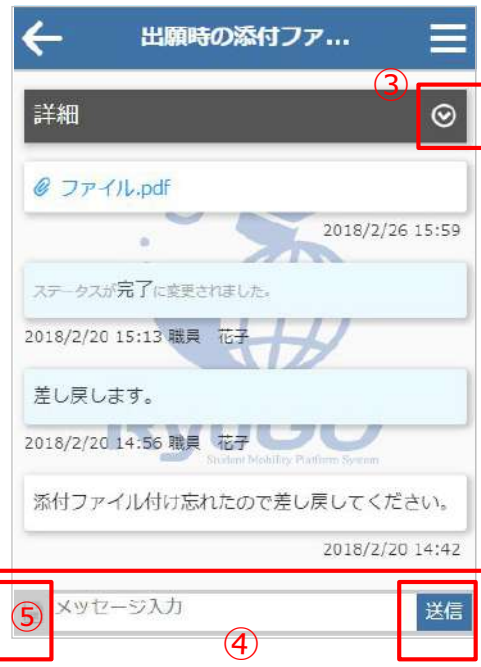 出願時の添付ファ...
③
詳細
ファイル.pdf
2018/2/26 15:59
ステータスが完了に変更されました。
2018/2/20 15:13 職員 花子
差し戻します。
2018/2/20 14:56 職員 花子
RyuGU
Student Mobility Platform System
添付ファイル付け忘れたので差し戻してください。
2018/2/20 14:42
⑤
メッセージ入力
送信
④